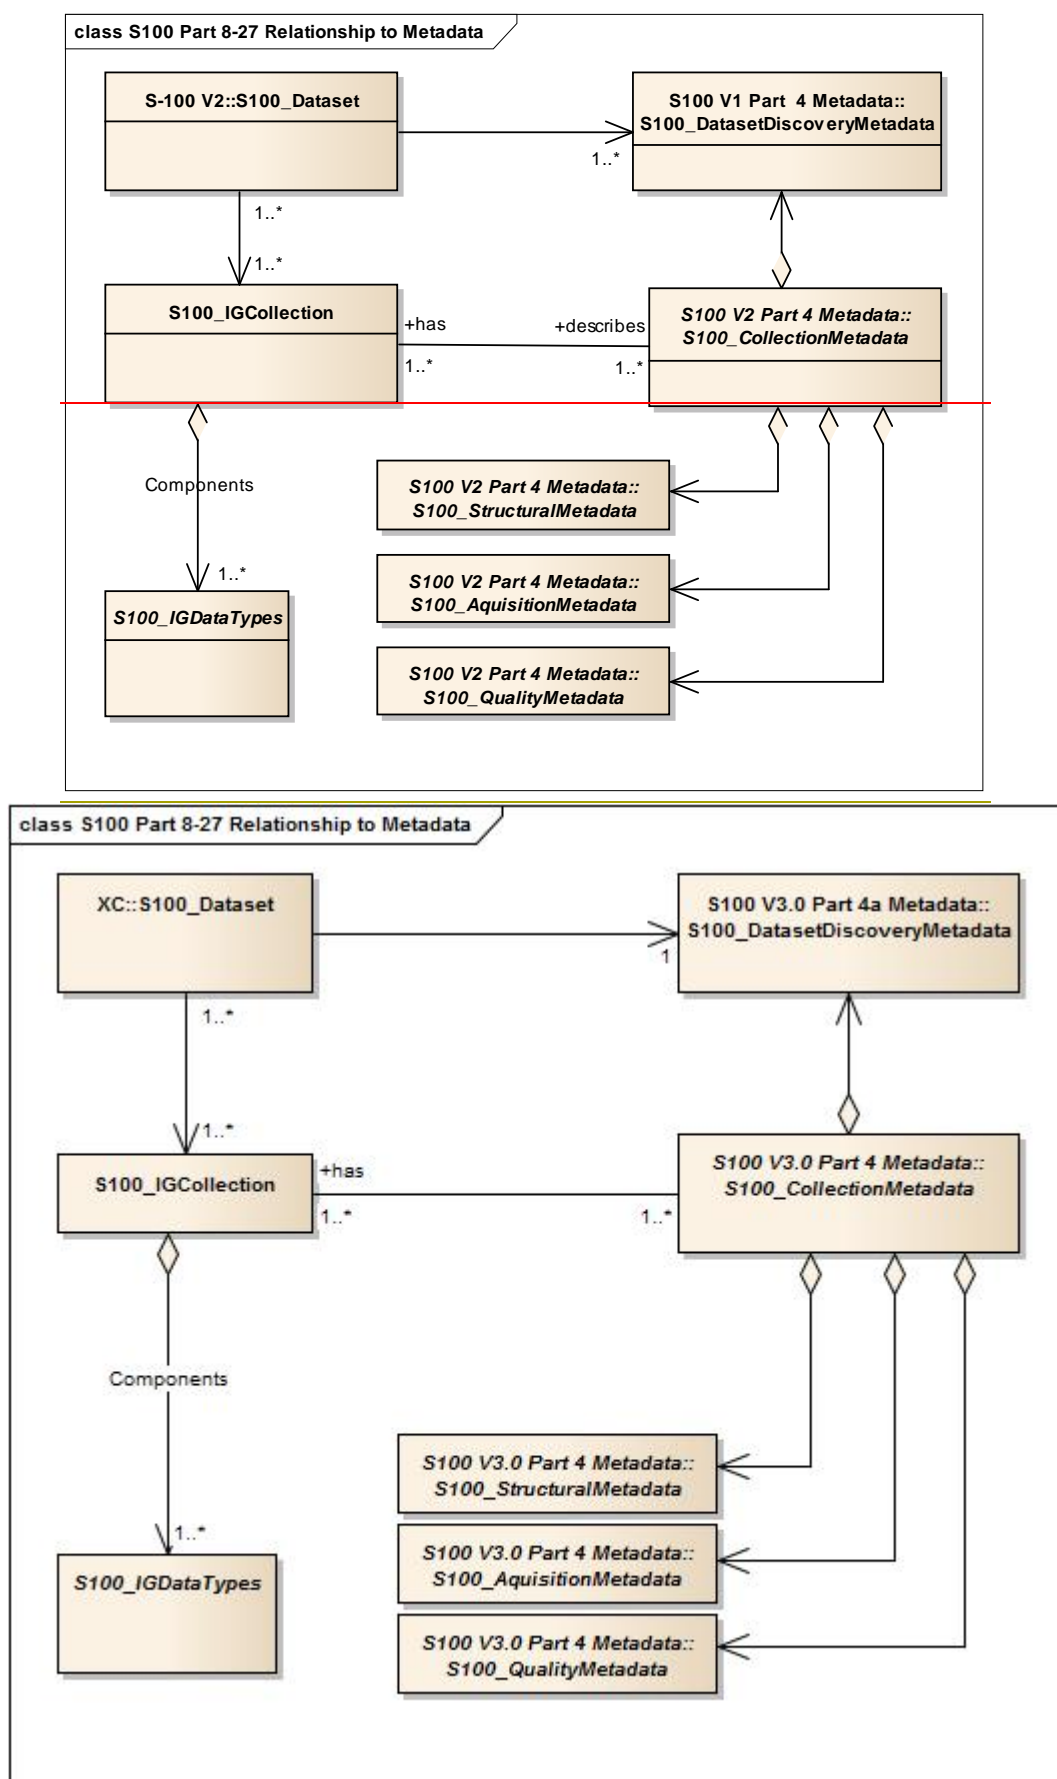 class S100 Part 8-27 Relationship to Metadata
S-100 V2::S100_Dataset
S100 V1 Part 4 Metadata::
S100_DatasetDiscoveryMetadata
1..*
1..*
1..*
S100_IGCollection
+has
+describes
1..*
1..*
S100 V2 Part 4 Metadata::
S100_CollectionMetadata
Components
1..*
S100_IGDataTypes
S100 V2 Part 4 Metadata::
S100_StructuralMetadata
S100 V2 Part 4 Metadata::
S100_AquisitionMetadata
S100 V2 Part 4 Metadata::
S100_QualityMetadata
class S100 Part 8-27 Relationship to Metadata
XC::S100_Dataset
S100 V3.0 Part 4a Metadata::
S100_DatasetDiscoveryMetadata
1
1..*
1..*
S100_IGCollection
+has
1..*
1..*
S100 V3.0 Part 4 Metadata::
S100_CollectionMetadata
Components
1..*
S100_IGDataTypes
S100 V3.0 Part 4 Metadata::
S100_StructuralMetadata
S100 V3.0 Part 4 Metadata::
S100_AquisitionMetadata
S100 V3.0 Part 4 Metadata::
S100_QualityMetadata